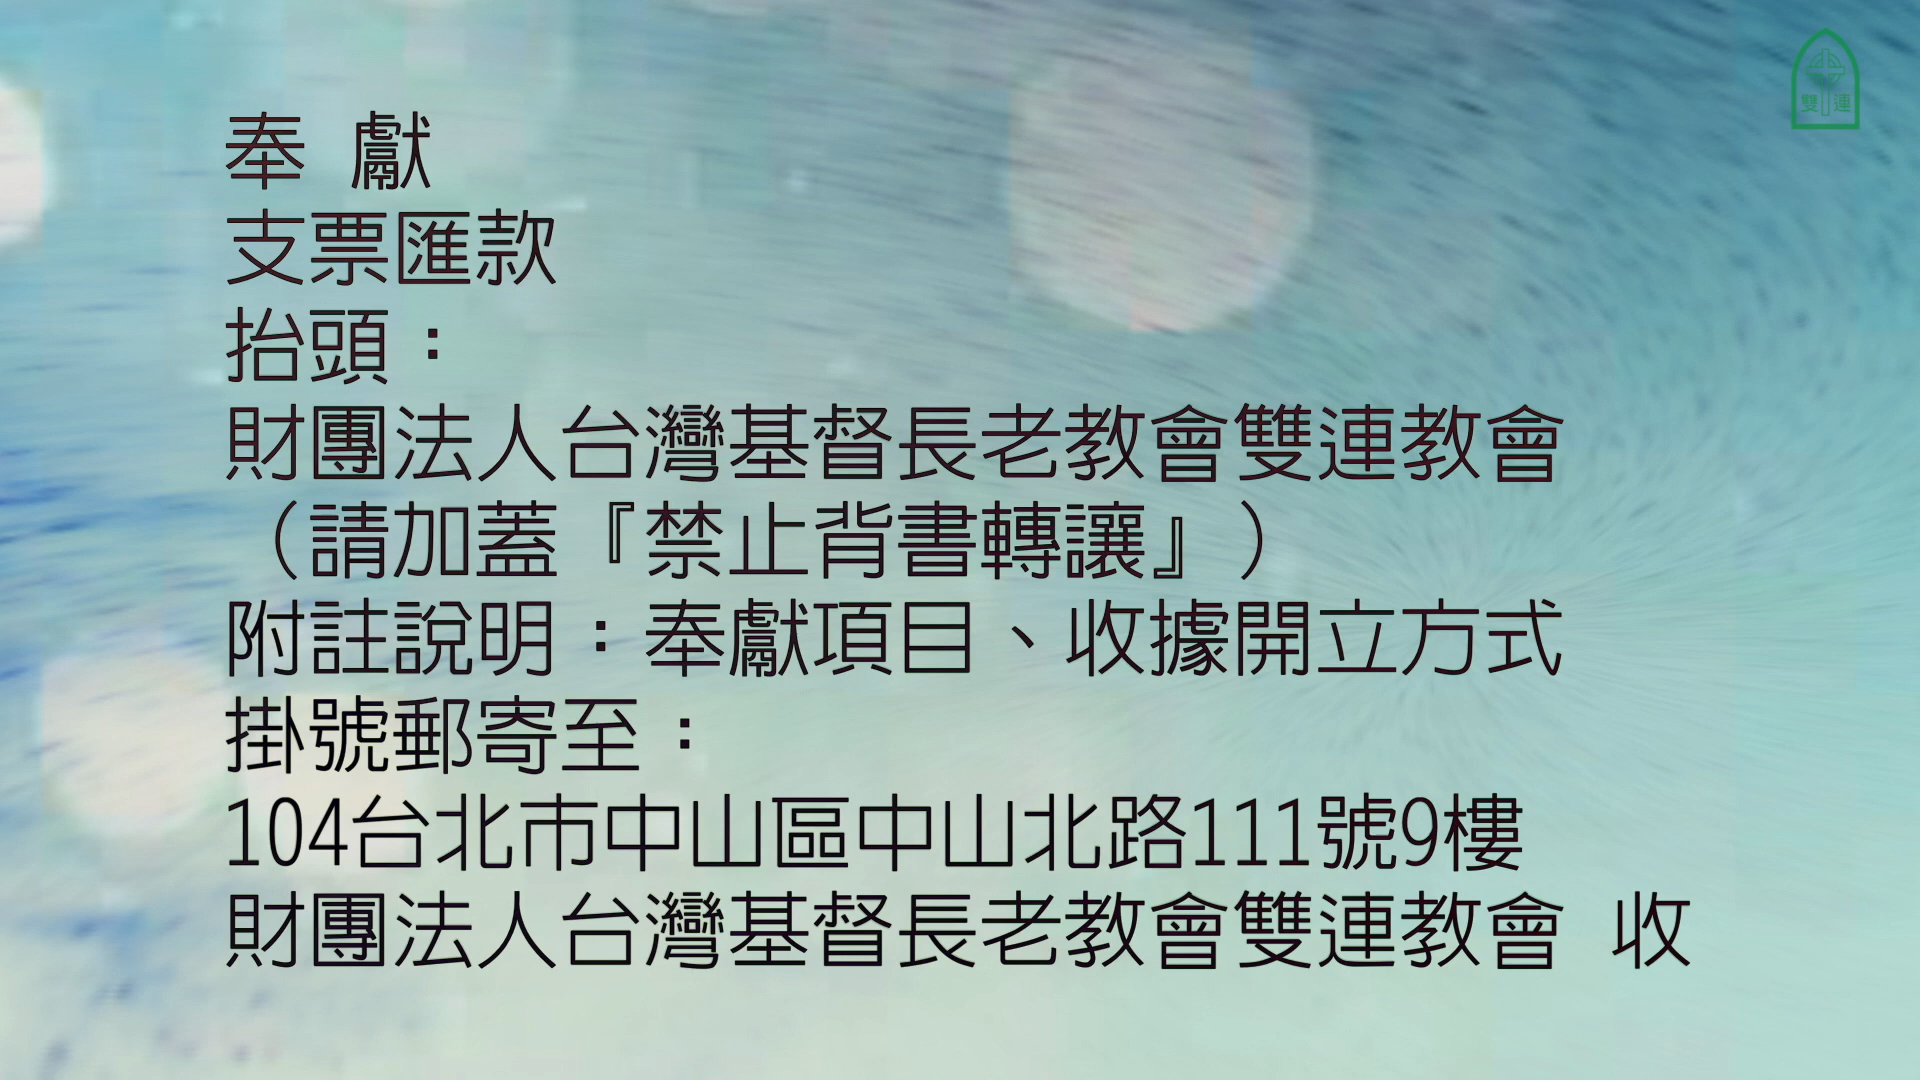 奉 獻
支票匯款
抬頭：
財團法人台灣基督長老教會雙連教會
（請加蓋『禁止背書轉讓』）
附註說明：奉獻項目、收據開立方式
掛號郵寄至：
104台北市中山區中山北路111號9樓
財團法人台灣基督長老教會雙連教會 收
雙連